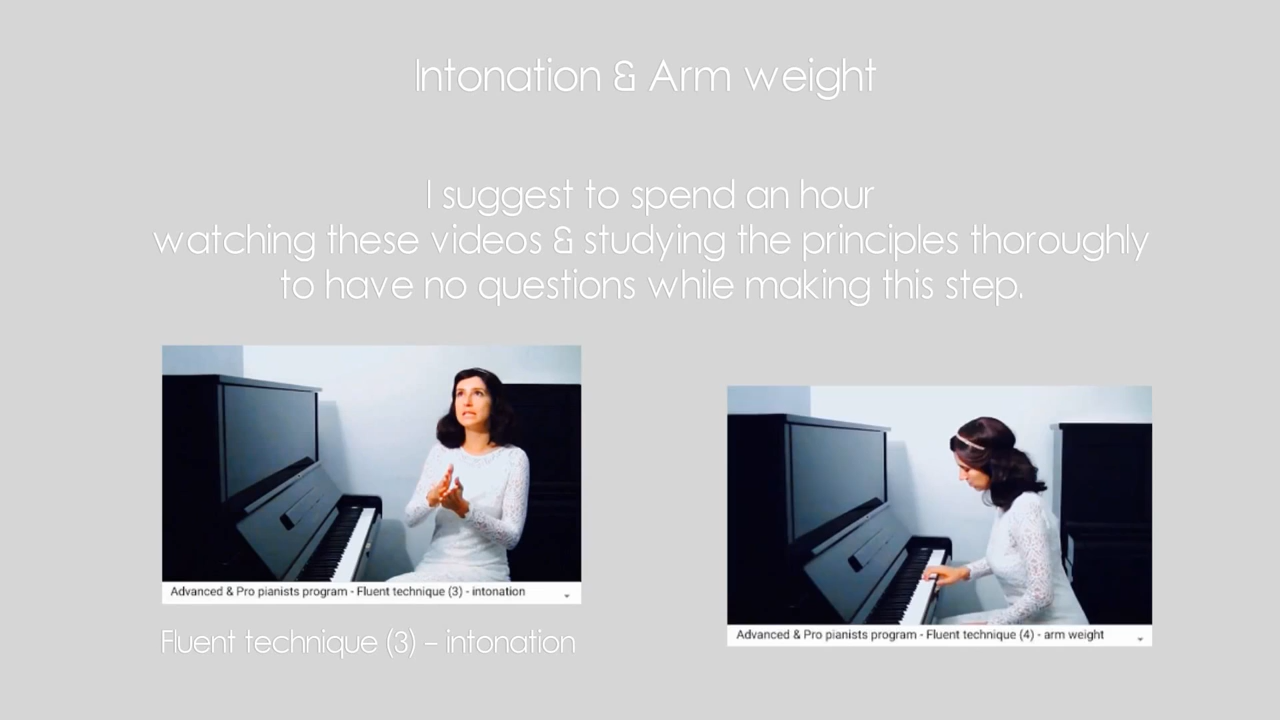 Intonation & Arm weight
I suggest to spend an hour
watching these videos & studying the principles thoroughly
to have no questions while making this step.
Advanced & Pro pianists program - Fluent technique (3) - intonation
Fluent technique (3) – intonation
Advanced & Pro pianists program - Fluent technique (4) - arm weight